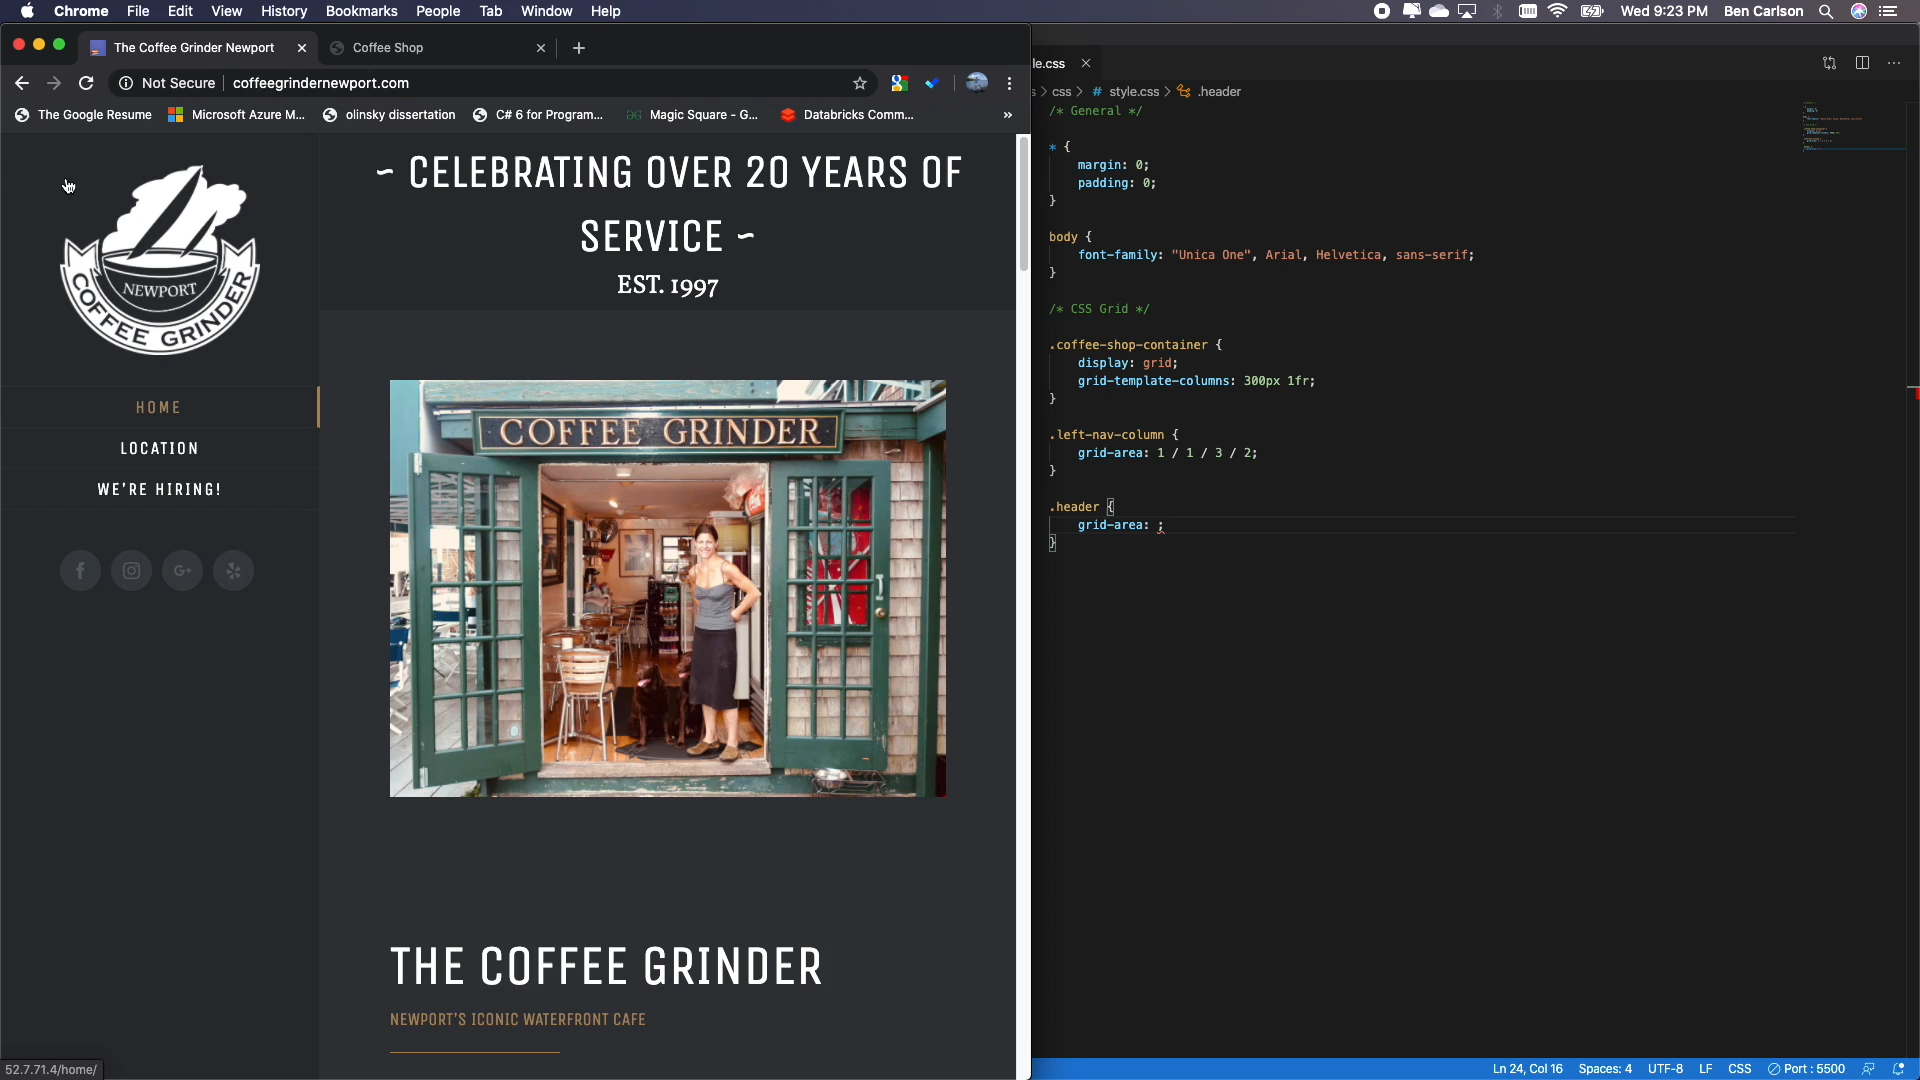 Chrome File Edit View History Bookmarks People Tab Window Help
Wed 9:23 PM Ben Carlson
The Coffee Grinder Newport
Coffee Shop
Not Secure coffeegrindernewport.com
The Google Resume Microsoft Azure M... olinsky dissertation C# 6 for Program... Magic Square - G... Databricks Comm... »
NEWPORT
COFFEE GRINDER
HOME
LOCATION
WE'RE HIRING!
f G+
~ CELEBRATING OVER 20 YEARS OF
SERVICE ~
EST. 1997
COFFEE GRINDER
THE COFFEE GRINDER
NEWPORT'S ICONIC WATERFRONT CAFE
52.7.71.4/home/
le.css
s > css > # style.css > .header
/* General */
* {
margin: 0;
padding: 0;
}
body {
font-family: "Unica One", Arial, Helvetica, sans-serif;
}
/* CSS Grid */
.coffee-shop-container {
display: grid;
grid-template-columns: 300px 1fr;
}
.left-nav-column {
grid-area: 1 / 1 / 3 / 2;
}
.header {
grid-area: ;
}
Ln 24, Col 16 Spaces: 4 UTF-8 LF CSS Port : 5500